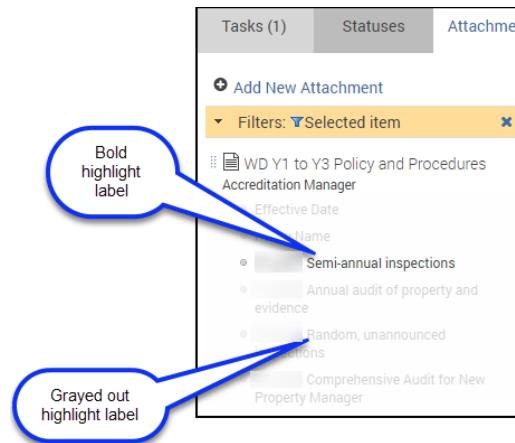 Tasks (1) Statuses Attachme
Add New Attachment
Filters: Selected item
Bold
highlight
label
WD Y1 to Y3 Policy and Procedures
Accreditation Manager
Effective Date
Name
Semi-annual inspections
Annual audit of property and
evidence
Random, unannounced
Comprehensive Audit for New
Property Manager
Grayed out
highlight label